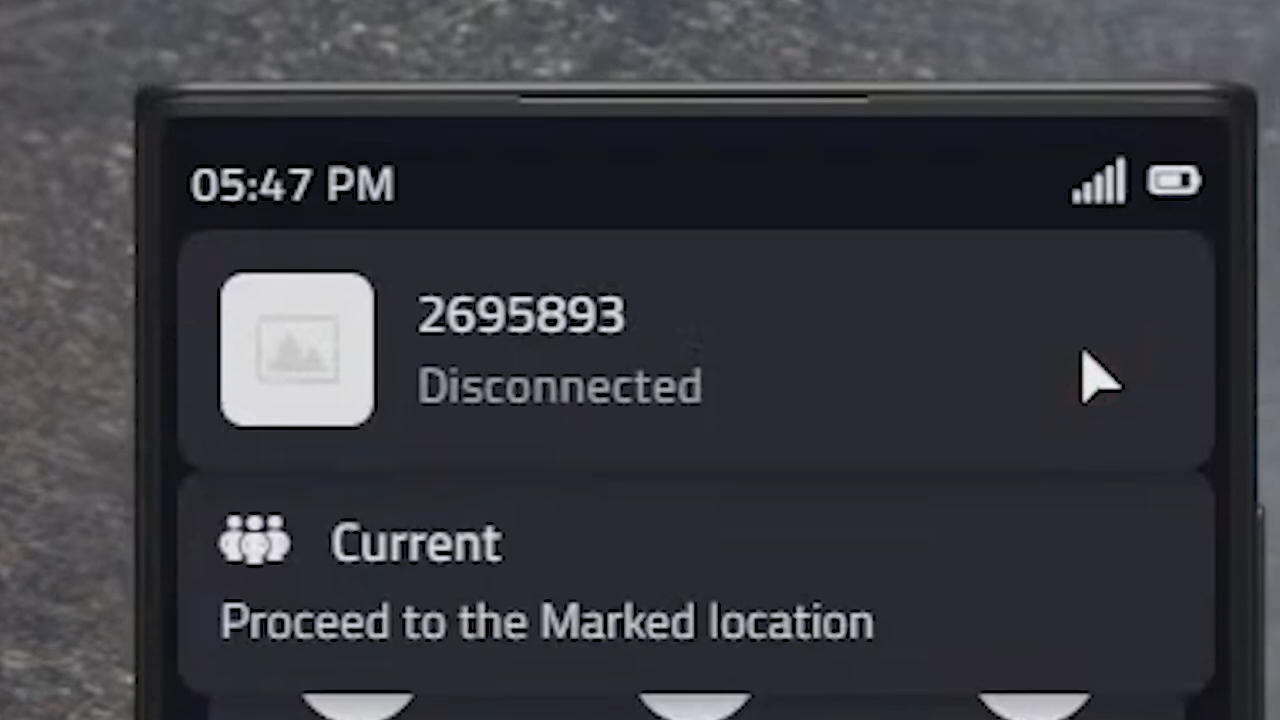 05:47 PM
2695893
Disconnected
Current
Proceed to the Marked location